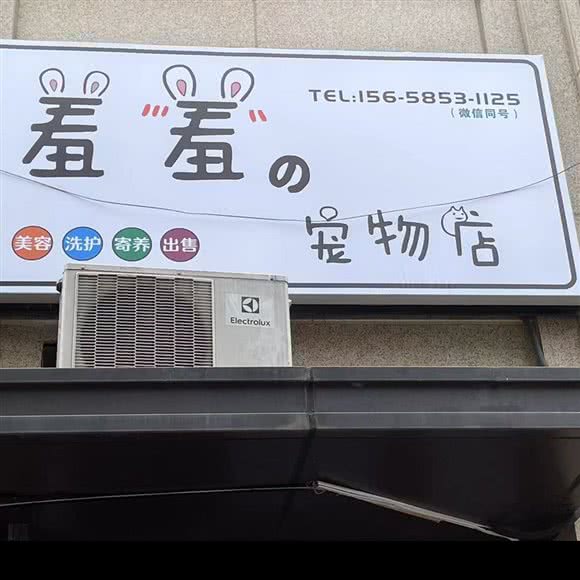 TEL:156-5853-1125
（微信同号）
羞羞の
宠物店
美容 洗护 寄养 出售
Electrolux